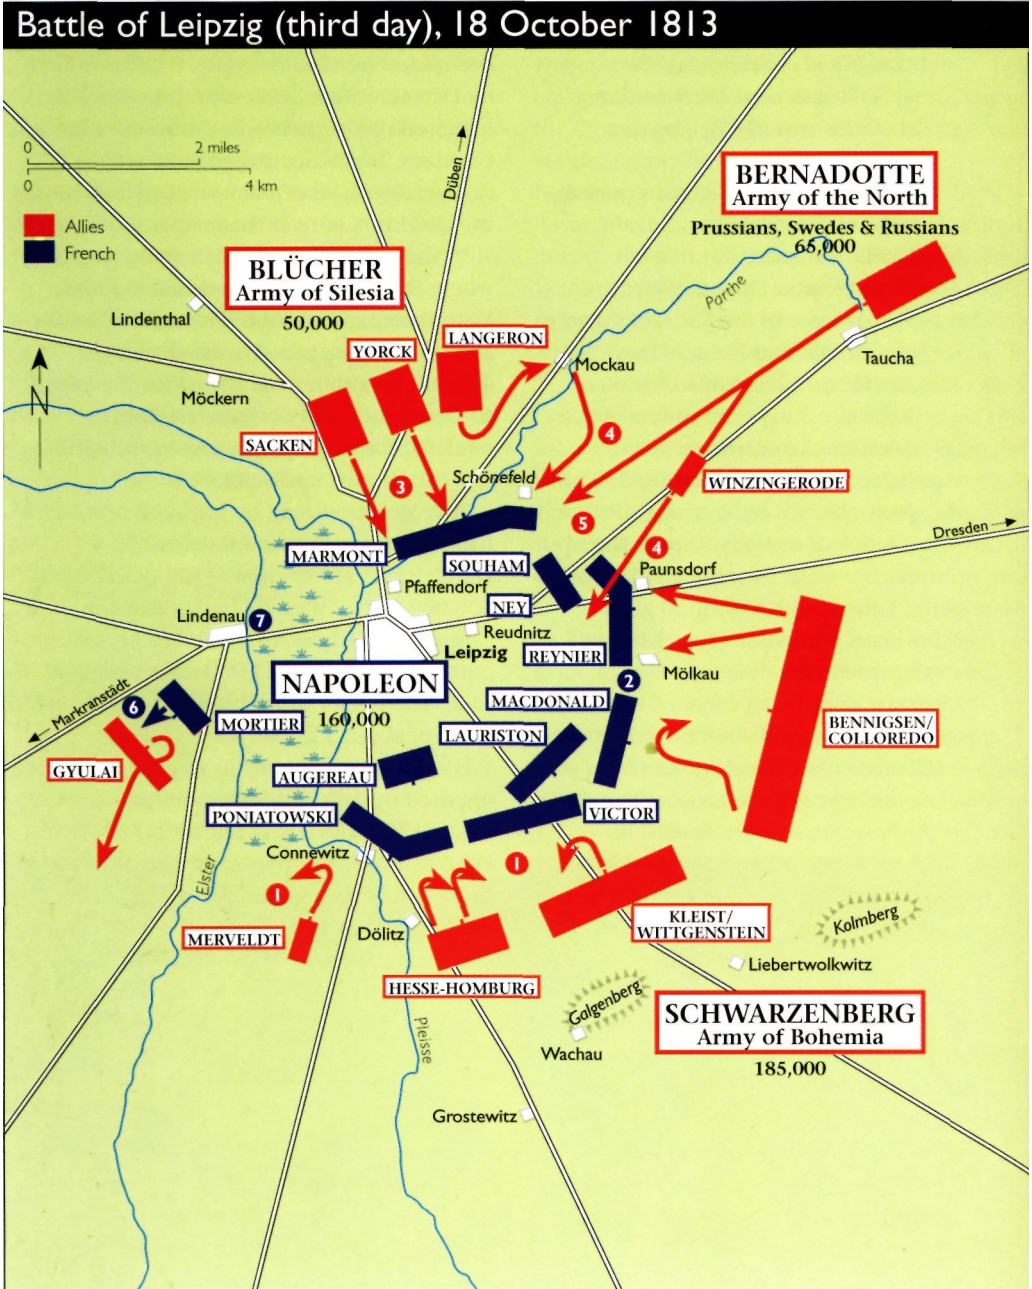 Battle of Leipzig (third day), 18 October 1813
0
2 miles
0
4 km
Allies
French
Düben
BERNADOTTE
Army of the North
Prussians, Swedes & Russians
65,000
BLÜCHER
Army of Silesia
50,000
Parthe
Lindenthal
YORCK
LANGERON
Mockau
Taucha
N
Möckern
SACKEN
4
3
Schönefeld
WINZINGERODE
5
Dresden
MARMONT
SOUHAM
4
Paunsdorf
Pfaffendorf
NEY
Lindenau
7
Reudnitz
Leipzig
REYNIER
Mölkau
NAPOLEON
160,000
2
Markranstädt
6
MORTIER
MACDONALD
LAURISTON
BENNIGSEN/
COLLOREDO
GYULAI
AUGEREAU
PONIATOWSKI
VICTOR
Connewitz
1
Elster
1
Dölitz
MERVELDT
KLEIST/
WITTGENSTEIN
Kolmberg
HESSE-HOMBURG
Liebertwolkwitz
Galgenberg
SCHWARZENBERG
Army of Bohemia
185,000
Pleisse
Wachau
Grostewitz